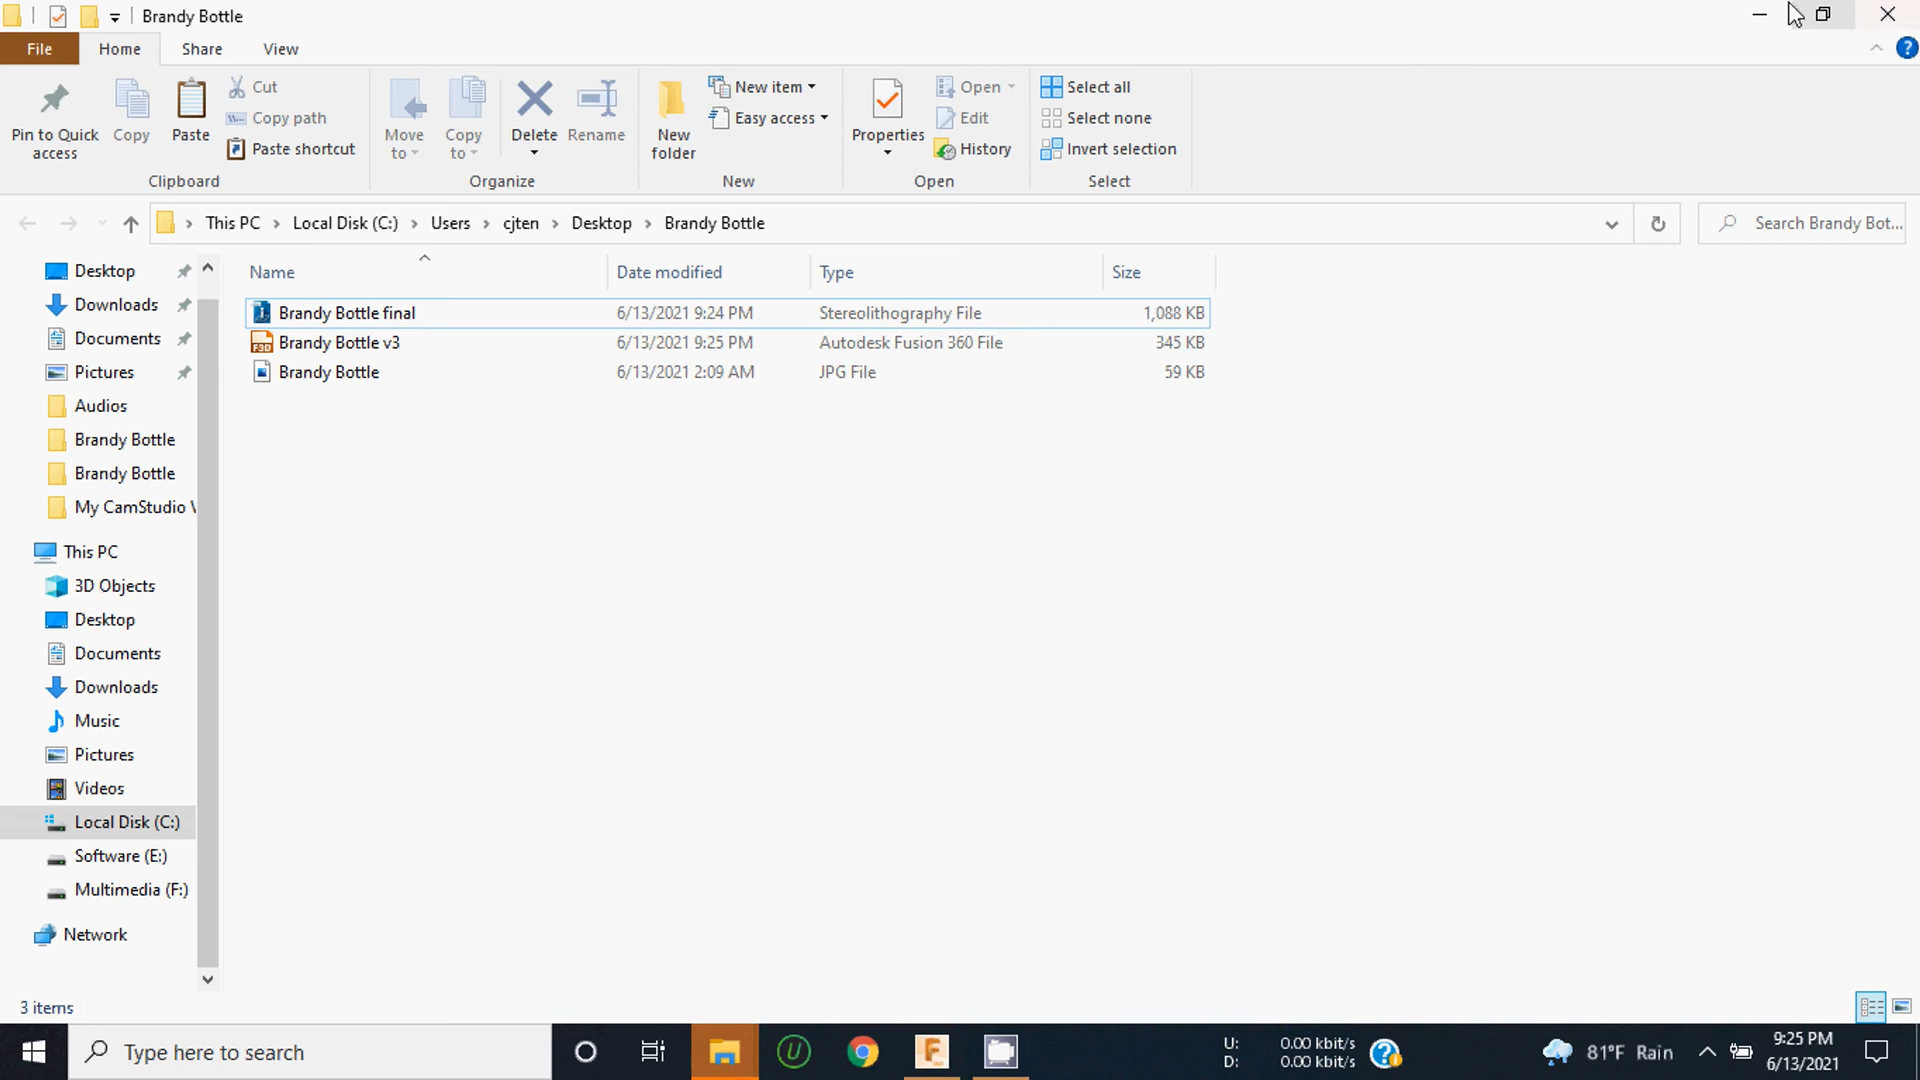 Brandy Bottle
File Home Share View
Pin to Quick access
Copy
Paste
Cut
Copy path
Paste shortcut
Move to
Copy to
Delete
Rename
New folder
New item
Easy access
Properties
Open
Edit
History
Select all
Select none
Invert selection
Clipboard Organize New Open Select
This PC Local Disk (C:) Users cjten Desktop Brandy Bottle
Search Brandy Bot...
Name Date modified Type Size
Brandy Bottle final 6/13/2021 9:24 PM Stereolithography File 1,088 KB
Brandy Bottle v3 6/13/2021 9:25 PM Autodesk Fusion 360 File 345 KB
Brandy Bottle 6/13/2021 2:09 AM JPG File 59 KB
Desktop
Downloads
Documents
Pictures
Audios
Brandy Bottle
Brandy Bottle
My CamStudio V
This PC
3D Objects
Desktop
Documents
Downloads
Music
Pictures
Videos
Local Disk (C:)
Software (E:)
Multimedia (F:)
Network
3 items
Type here to search
U: 0.00 kbit/s
D: 0.00 kbit/s
81°F Rain
9:25 PM
6/13/2021